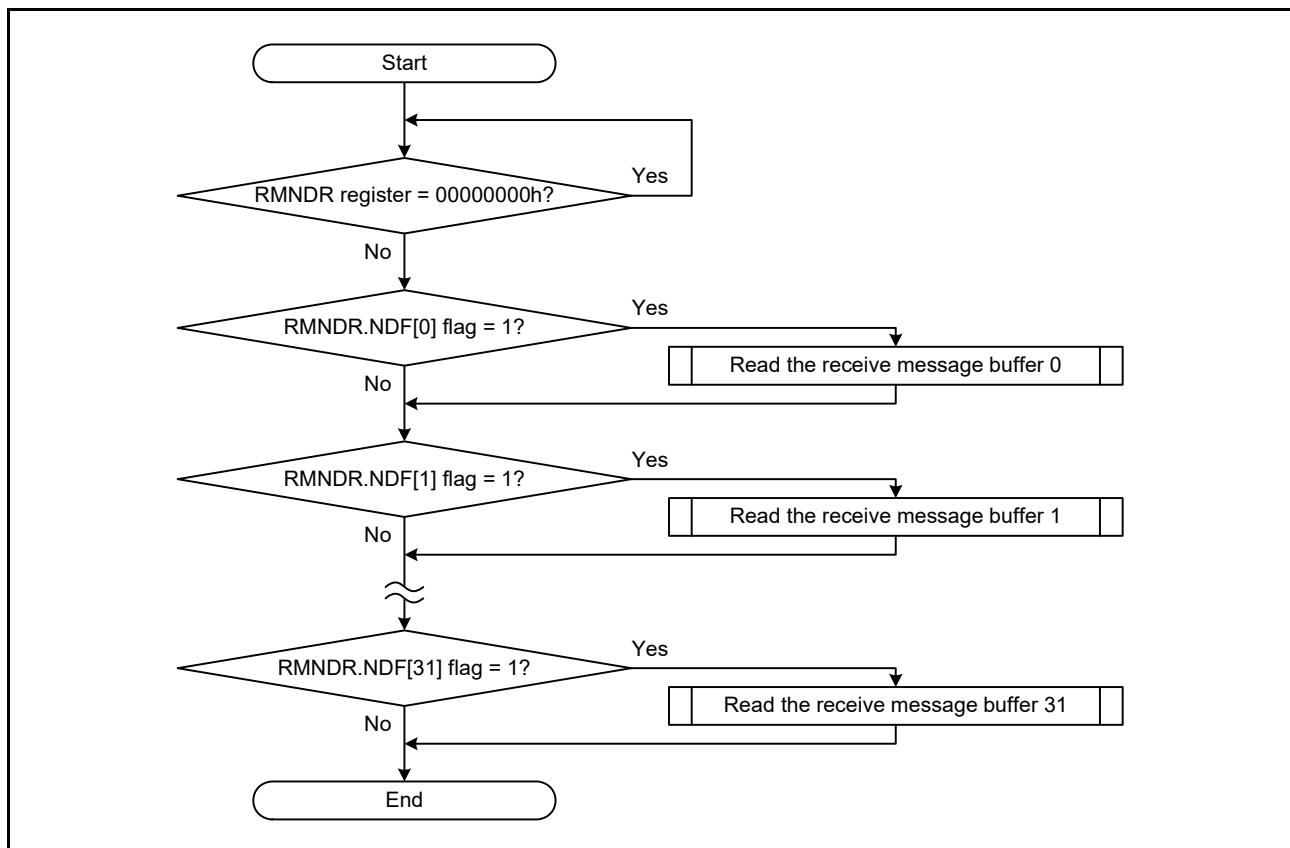 Start
RMNDR register = 00000000h?
Yes
No
RMNDR.NDF[0] flag = 1?
Yes
Read the receive message buffer 0
No
RMNDR.NDF[1] flag = 1?
Yes
Read the receive message buffer 1
No
RMNDR.NDF[31] flag = 1?
Yes
Read the receive message buffer 31
No
End